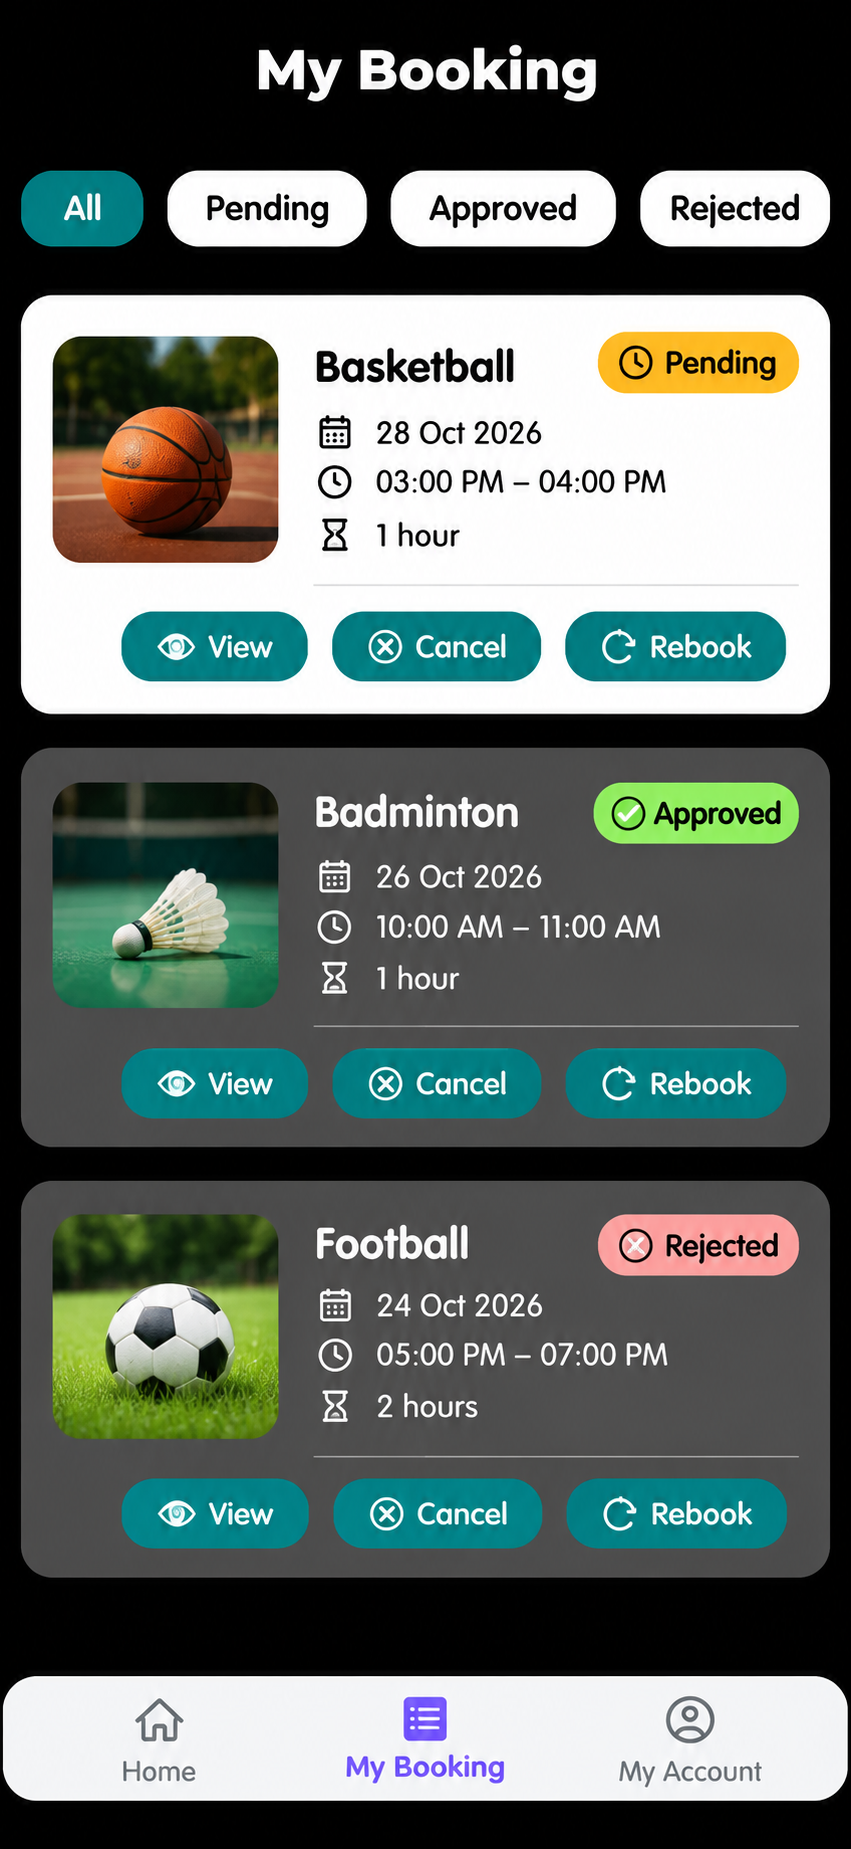 My Booking
All Pending Approved Rejected
Basketball
Pending
28 Oct 2026
03:00 PM – 04:00 PM
1 hour
View Cancel Rebook
Badminton
Approved
26 Oct 2026
10:00 AM – 11:00 AM
1 hour
View Cancel Rebook
Football
Rejected
24 Oct 2026
05:00 PM – 07:00 PM
2 hours
View Cancel Rebook
Home My Booking My Account